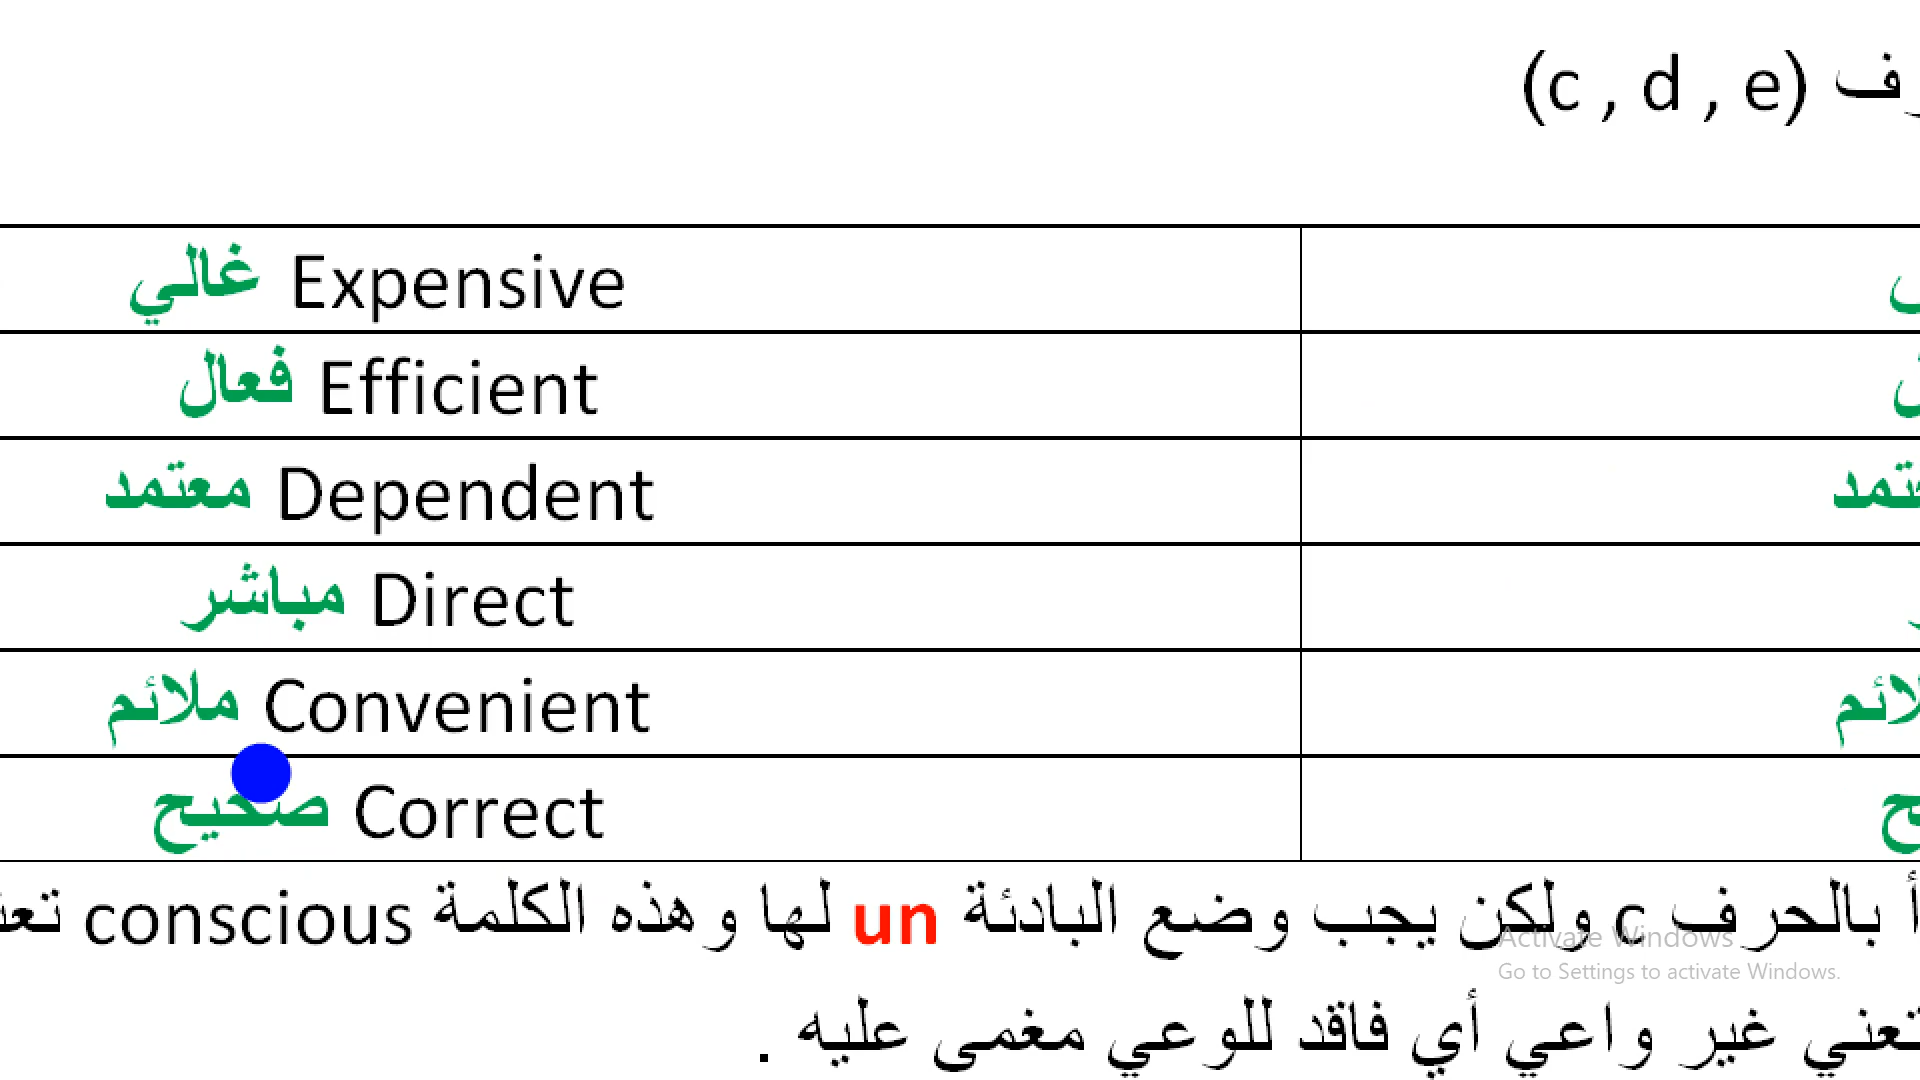 رف (c , d , e)
غالي Expensive
فعال Efficient
معتمد Dependent
مباشر Direct
ملائم Convenient
صحيح Correct
بالحرف c ولكن يجب وضع البادئة un لها وهذه الكلمة conscious
تعني غير واعي أي فاقد للوعي مغمى عليه .
Activate Windows
Go to Settings to activate Windows.